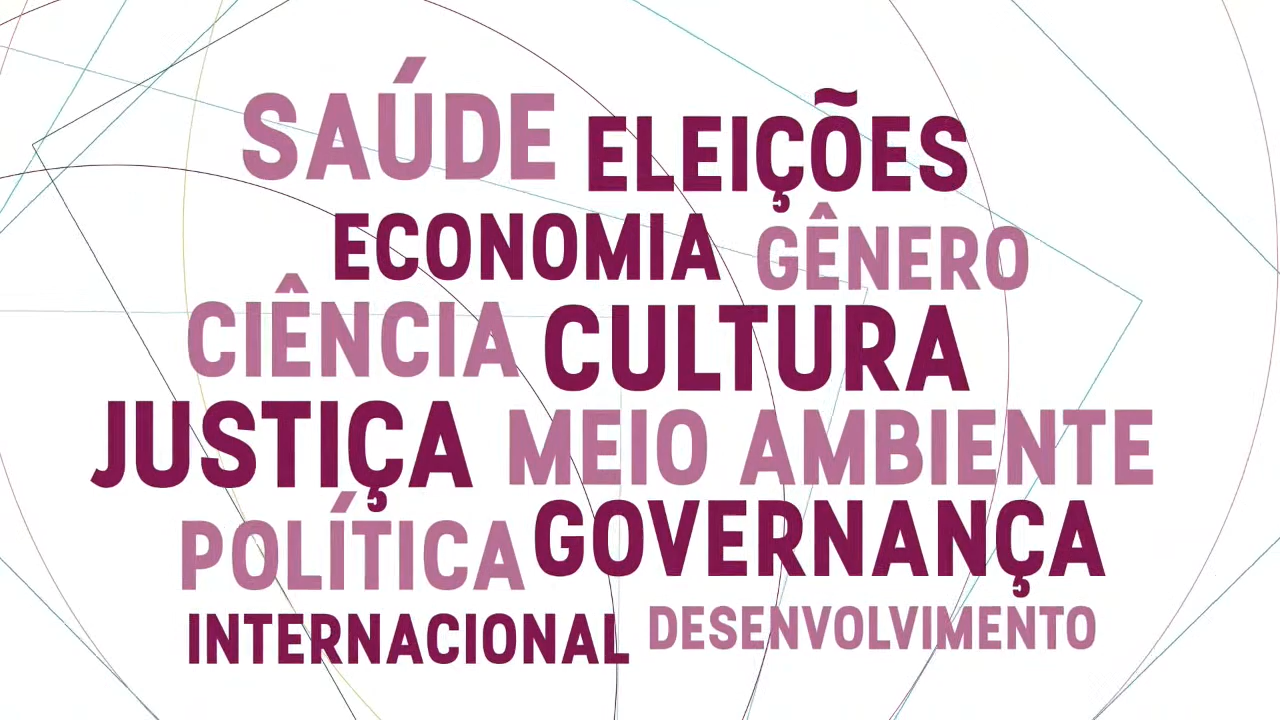 SAÚDE ELEIÇÕES
ECONOMIA GÊNERO
CIÊNCIA CULTURA
JUSTIÇA MEIO AMBIENTE
POLÍTICA GOVERNANÇA
INTERNACIONAL DESENVOLVIMENTO